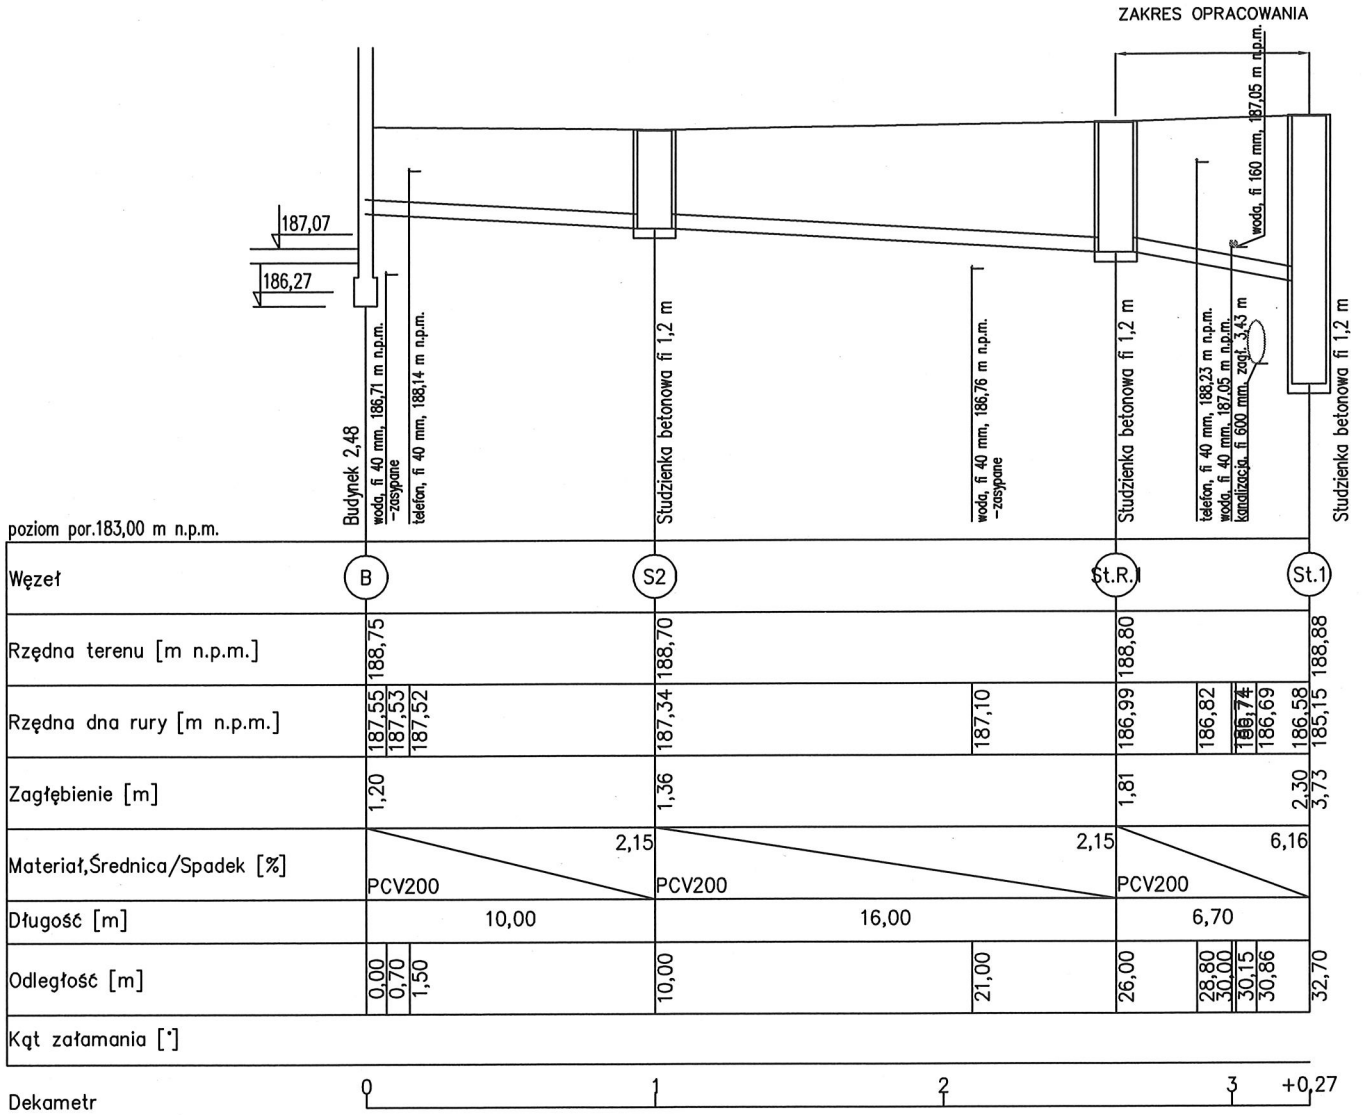 ZAKRES OPRACOWANIA
187,07
186,27
Budynek 2,48
woda, fi 40 mm, 186,71 m n.p.m.
-zasypane
telefon, fi 40 mm, 188,14 m n.p.m.
Studzienka betonowa fi 1,2 m
woda, fi 40 mm, 186,76 m n.p.m.
-zasypane
Studzienka betonowa fi 1,2 m
telefon, fi 40 mm, 188,23 m n.p.m.
woda, fi 40 mm, 187,05 m n.p.m.
kanalizacja, fi 600 mm, zagł. 3,43 m
woda, fi 160 mm, 187,05 m n.p.m.
Studzienka betonowa fi 1,2 m
poziom por.183,00 m n.p.m.
Węzeł B S2 St.R.1 St.1
Rzędna terenu [m n.p.m.] 188,75 188,70 188,80 188,88
Rzędna dna rury [m n.p.m.] 187,55 187,53 187,52 187,34 187,10 186,99 186,82 186,69 186,58 185,15
Zagłębienie [m] 1,20 1,36 1,81 2,30 3,73
Materiał,Średnica/Spadek [%] PCV200 2,15 PCV200 2,15 PCV200 6,16
Długość [m] 10,00 16,00 6,70
Odległość [m] 0,00 0,70 1,50 10,00 21,00 26,00 28,80 30,00 30,15 30,86 32,70
Kąt załamania [°]
Dekametr 0 1 2 3 +0,27